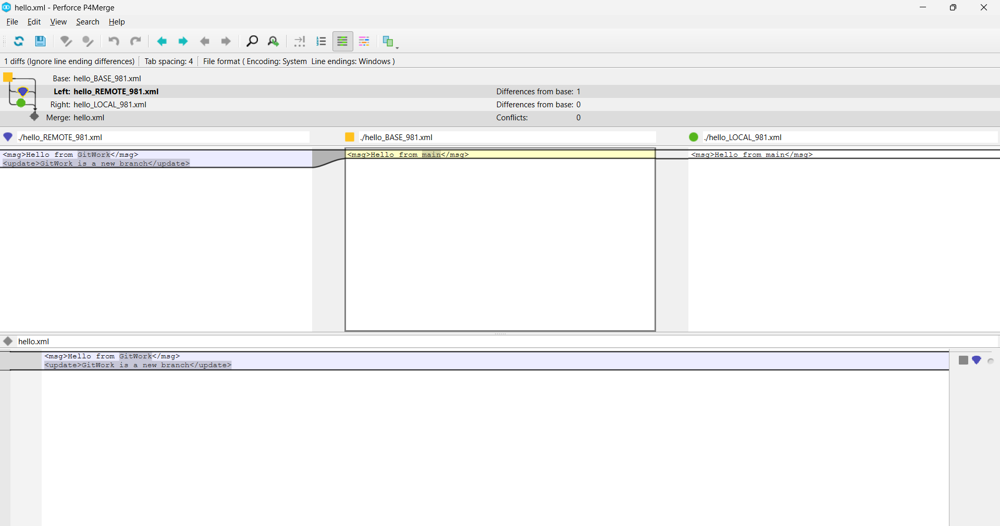 hello.xml - Perforce P4Merge
File Edit View Search Help
1 diffs (Ignore line ending differences) Tab spacing: 4 File format ( Encoding: System Line endings: Windows )
Base: hello_BASE_981.xml
Left: hello_REMOTE_981.xml Differences from base: 1
Right: hello_LOCAL_981.xml Differences from base: 0
Merge: hello.xml Conflicts: 0
./hello_REMOTE_981.xml ./hello_BASE_981.xml ./hello_LOCAL_981.xml
<msg>Hello from GitWork</msg> <msg>Hello from main</msg> <msg>Hello from main</msg>
<update>GitWork is a new branch</update>
hello.xml
<msg>Hello from GitWork</msg>
<update>GitWork is a new branch</update>